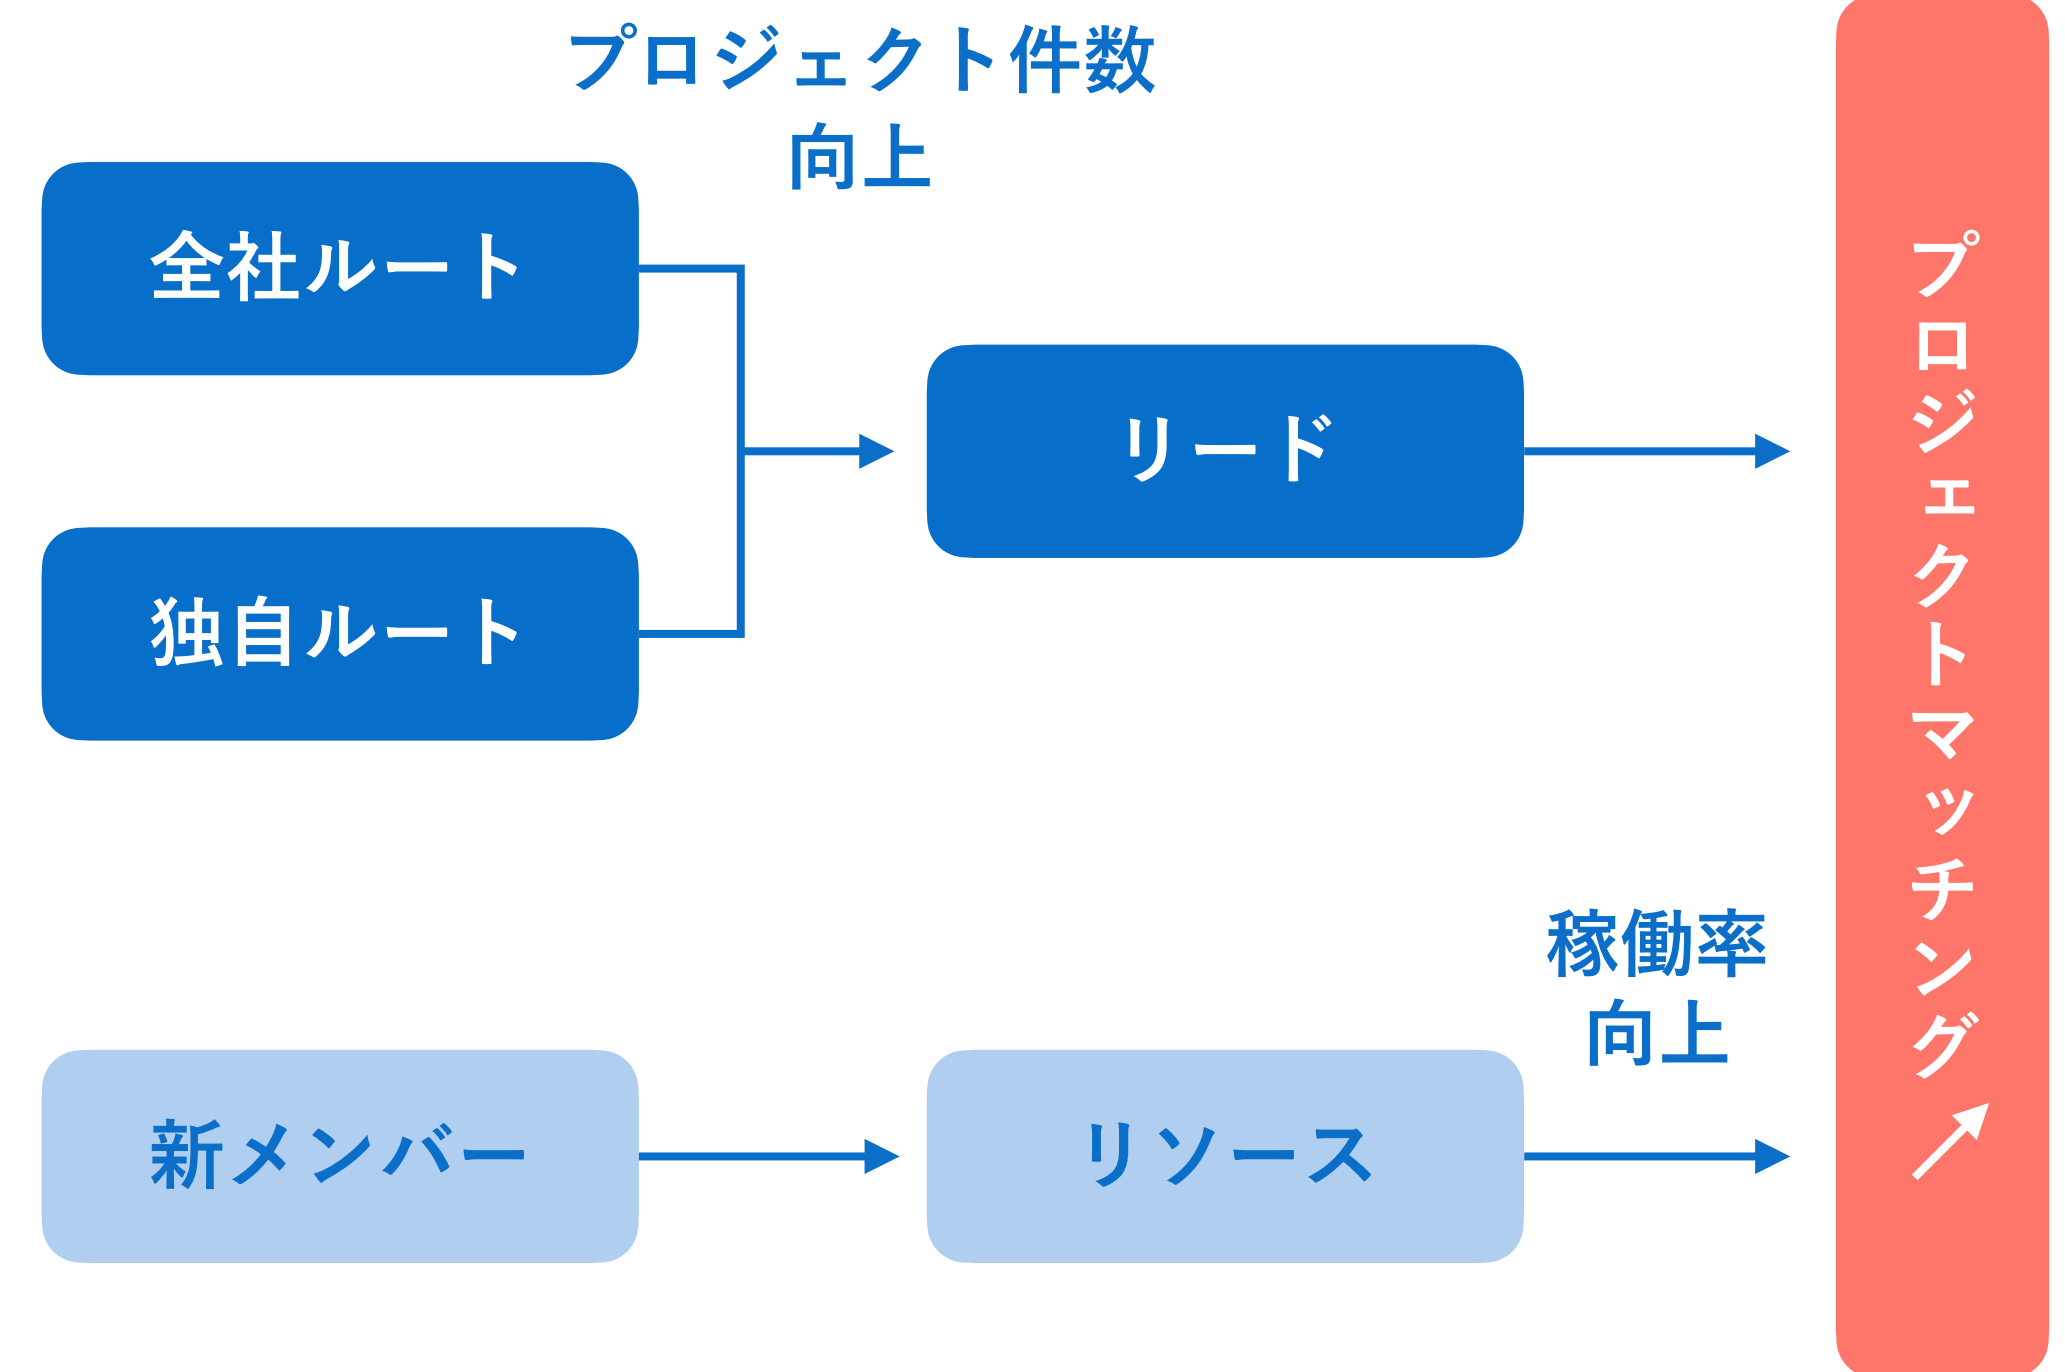 プロジェクト件数
向上
全社ルート
独自ルート
リード
新メンバー
リソース
稼働率
向上
プロジェクトマッチング